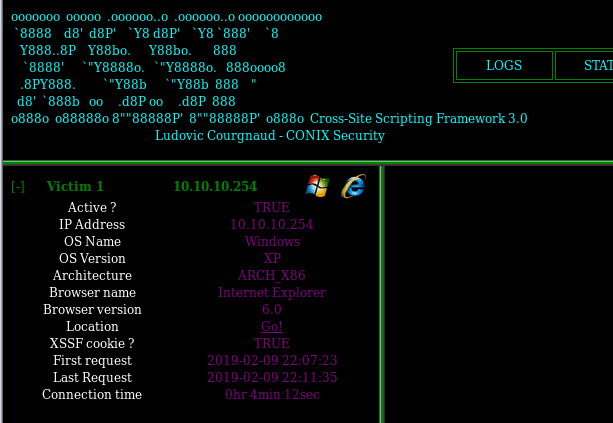 ooooooo ooooo .oooooo..o .oooooo..o oooooooooooo
`8888 d8' d8P' `Y8 d8P' `Y8 `888' `8
Y888..8P Y88bo. Y88bo. 888
`8888' `"Y8888o. `"Y8888o. 888oooo8
.8PY888. `"Y88b `"Y88b 888 "
d8' `888b oo .d8P oo .d8P 888
o888o o88888o 8""88888P' 8""88888P' o888o Cross-Site Scripting Framework 3.0
Ludovic Courgnaud - CONIX Security
LOGS STAT
[-] Victim 1 10.10.10.254
Active ? TRUE
IP Address 10.10.10.254
OS Name Windows
OS Version XP
Architecture ARCH_X86
Browser name Internet Explorer
Browser version 6.0
Location Go!
XSSF cookie ? TRUE
First request 2019-02-09 22:07:23
Last Request 2019-02-09 22:11:35
Connection time 0hr 4min 12sec